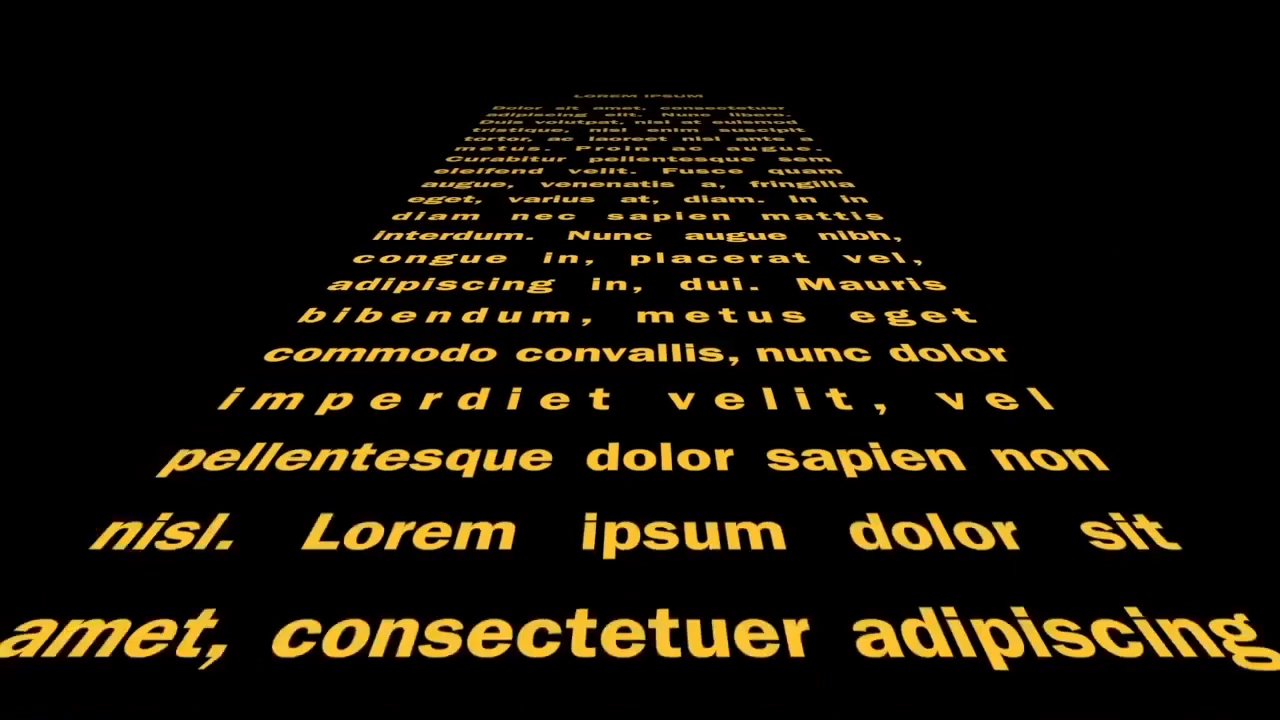 LOREM IPSUM
Dolor sit amet, consectetuer
adipiscing elit. Nunc libero.
Duis volutpat, nisl at euismod
tristique, nisl enim suscipit
tortor, ac laoreet nisl ante a
metus. Proin ac augue.
Curabitur pellentesque sem
eleifend velit. Fusce quam
augue, venenatis a, fringilla
eget, varius at, diam. In in
diam nec sapien mattis
interdum. Nunc augue nibh,
congue in, placerat vel,
adipiscing in, dui. Mauris
bibendum, metus eget
commodo convallis, nunc dolor
imperdiet velit, vel
pellentesque dolor sapien non
nisl. Lorem ipsum dolor sit
amet, consectetuer adipiscing